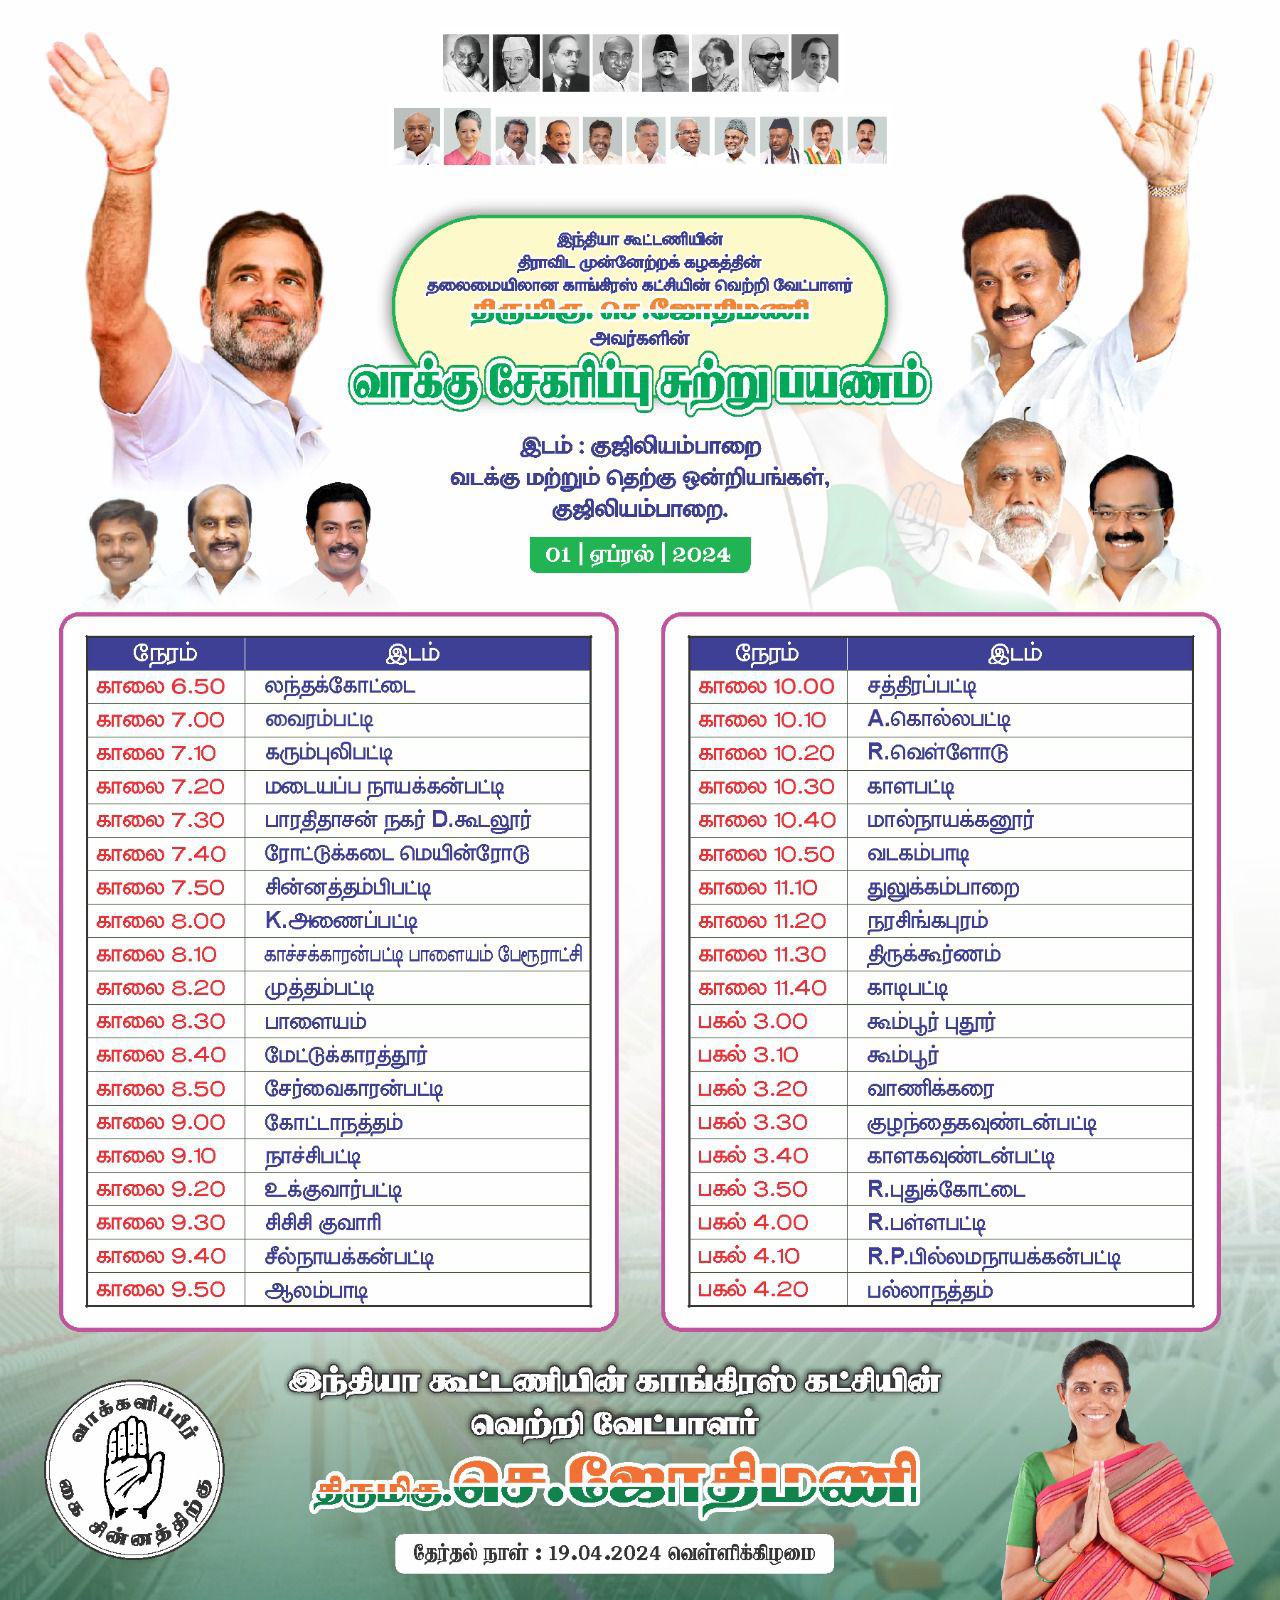 இந்தியா கூட்டணியின்
திராவிட முன்னேற்றக் கழகத்தின்
தலைமையிலான காங்கிரஸ் கட்சியின் வெற்றி வேட்பாளர்
திருமிகு. செ.ஜோதிமணி
அவர்களின்
வாக்கு சேகரிப்பு சுற்று பயணம்
இடம் : குஜிலியம்பாறை
வடக்கு மற்றும் தெற்கு ஒன்றியங்கள்,
குஜிலியம்பாறை.
01 | ஏப்ரல் | 2024
நேரம் இடம்
காலை 6.50 லந்தக்கோட்டை
காலை 7.00 வைரம்பட்டி
காலை 7.10 கரும்புலிபட்டி
காலை 7.20 மடையப்ப நாயக்கன்பட்டி
காலை 7.30 பாரதிதாசன் நகர் D.கூடலூர்
காலை 7.40 ரோட்டுக்கடை மெயின்ரோடு
காலை 7.50 சின்னத்தம்பிபட்டி
காலை 8.00 K.அணைப்பட்டி
காலை 8.10 காச்சக்காரன்பட்டி பாளையம் பேரூராட்சி
காலை 8.20 முத்தம்பட்டி
காலை 8.30 பாளையம்
காலை 8.40 மேட்டுக்காரத்தூர்
காலை 8.50 சேர்வைகாரன்பட்டி
காலை 9.00 கோட்டாநத்தம்
காலை 9.10 நாச்சிபட்டி
காலை 9.20 உக்குவார்பட்டி
காலை 9.30 சிசிசி குவாரி
காலை 9.40 சீல்நாயக்கன்பட்டி
காலை 9.50 ஆலம்பாடி
நேரம் இடம்
காலை 10.00 சத்திரப்பட்டி
காலை 10.10 A.கொல்லபட்டி
காலை 10.20 R.வெள்ளோடு
காலை 10.30 காளபட்டி
காலை 10.40 மால்நாயக்கனூர்
காலை 10.50 வடகம்பாடி
காலை 11.10 துலுக்கம்பாறை
காலை 11.20 நரசிங்கபுரம்
காலை 11.30 திருக்கூர்ணம்
காலை 11.40 காடிபட்டி
பகல் 3.00 கூம்பூர் புதூர்
பகல் 3.10 கூம்பூர்
பகல் 3.20 வாணிக்கரை
பகல் 3.30 குழந்தைகவுண்டன்பட்டி
பகல் 3.40 காளகவுண்டன்பட்டி
பகல் 3.50 R.புதுக்கோட்டை
பகல் 4.00 R.பள்ளபட்டி
பகல் 4.10 R.P.பில்லமநாயக்கன்பட்டி
பகல் 4.20 பல்லாநத்தம்
இந்தியா கூட்டணியின் காங்கிரஸ் கட்சியின்
வெற்றி வேட்பாளர்
திருமிகு.செ.ஜோதிமணி
தேர்தல் நாள் : 19.04.2024 வெள்ளிக்கிழமை
வாக்களிப்பீர்
கை சின்னத்திற்கு